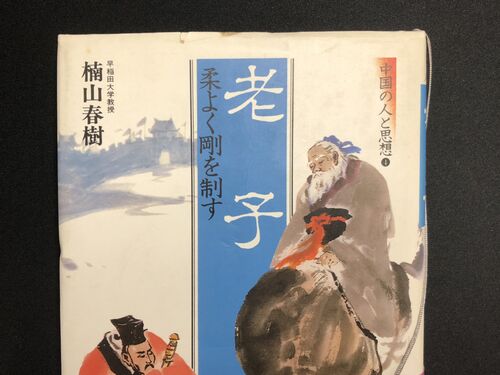 中国の人と思想4
老子
柔よく剛を制す
早稲田大学教授
楠山春樹